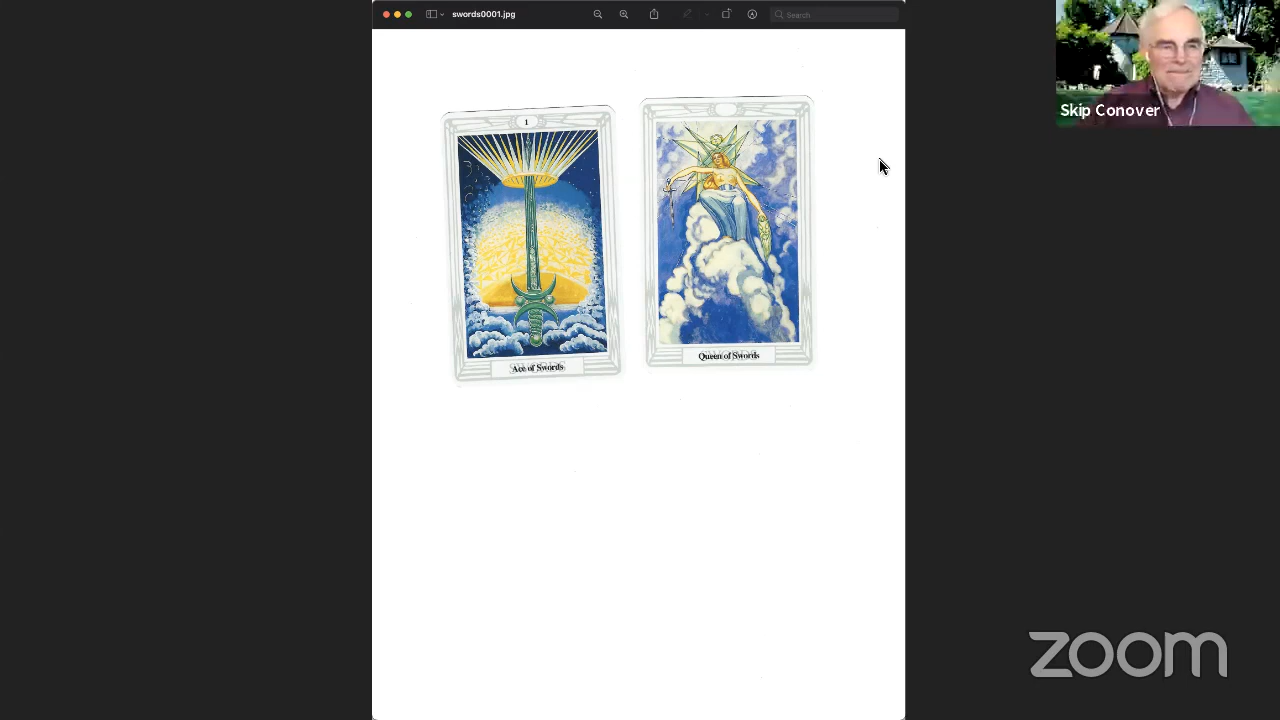 swords0001.jpg
Search
Skip Conover
1
Ace of Swords
Queen of Swords
zoom